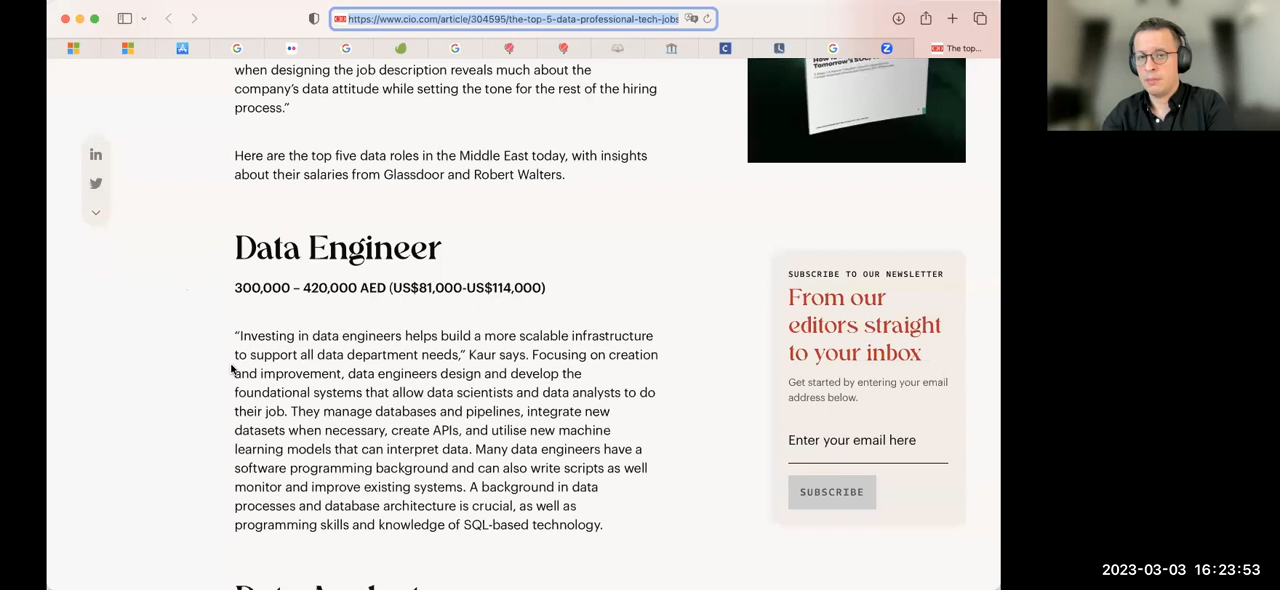 https://www.cio.com/article/304595/the-top-5-data-professional-tech-jobs
The top...
when designing the job description reveals much about the
company’s data attitude while setting the tone for the rest of the hiring
process.”
Here are the top five data roles in the Middle East today, with insights
about their salaries from Glassdoor and Robert Walters.
Data Engineer
300,000 – 420,000 AED (US$81,000-US$114,000)
“Investing in data engineers helps build a more scalable infrastructure
to support all data department needs,” Kaur says. Focusing on creation
and improvement, data engineers design and develop the
foundational systems that allow data scientists and data analysts to do
their job. They manage databases and pipelines, integrate new
datasets when necessary, create APIs, and utilise new machine
learning models that can interpret data. Many data engineers have a
software programming background and can also write scripts as well
monitor and improve existing systems. A background in data
processes and database architecture is crucial, as well as
programming skills and knowledge of SQL-based technology.
SUBSCRIBE TO OUR NEWSLETTER
From our
editors straight
to your inbox
Get started by entering your email
address below.
Enter your email here
SUBSCRIBE
2023-03-03 16:23:53